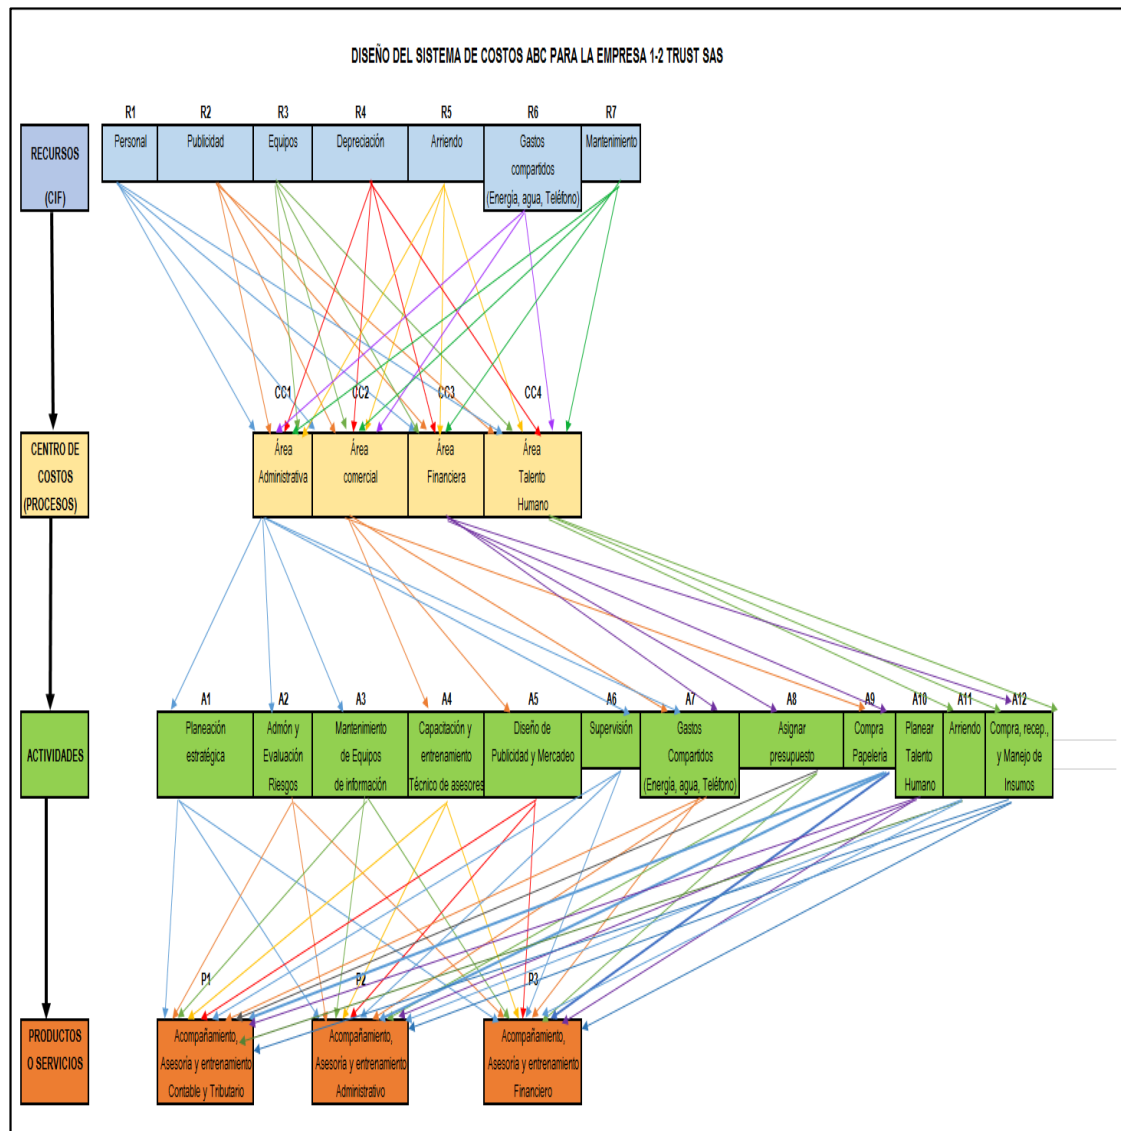 DISEÑO DEL SISTEMA DE COSTOS ABC PARA LA EMPRESA 1-2 TRUST SAS
R1 R2 R3 R4 R5 R6 R7
RECURSOS
(CIF)
Personal
Publicidad
Equipos
Depreciación
Arriendo
Gastos
compartidos
(Energia, agua, Teléfono)
Mantenimiento
CC1 CC2 CC3 CC4
CENTRO DE
COSTOS
(PROCESOS)
Área
Administrativa
Área
comercial
Área
Financiera
Área
Talento
Humano
A1 A2 A3 A4 A5 A6 A7 A8 A9 A10 A11 A12
ACTIVIDADES
Planeación
estratégica
Admón y
Evaluación
Riesgos
Mantenimiento
de Equipos
de información
Capacitación y
entrenamiento
Técnico de asesores
Diseño de
Publicidad y Mercadeo
Supervisión
Gastos
Compartidos
(Energía, agua, Teléfono)
Asignar
presupuesto
Compra
Papelería
Planear
Talento
Humano
Arriendo
Compra, recep.,
y Manejo de
Insumos
P1 P2 P3
PRODUCTOS
O SERVICIOS
Acompañamiento,
Asesoría y entrenamiento
Contable y Tributario
Acompañamiento,
Asesoría y entrenamiento
Administrativo
Acompañamiento,
Asesoría y entrenamiento
Financiero